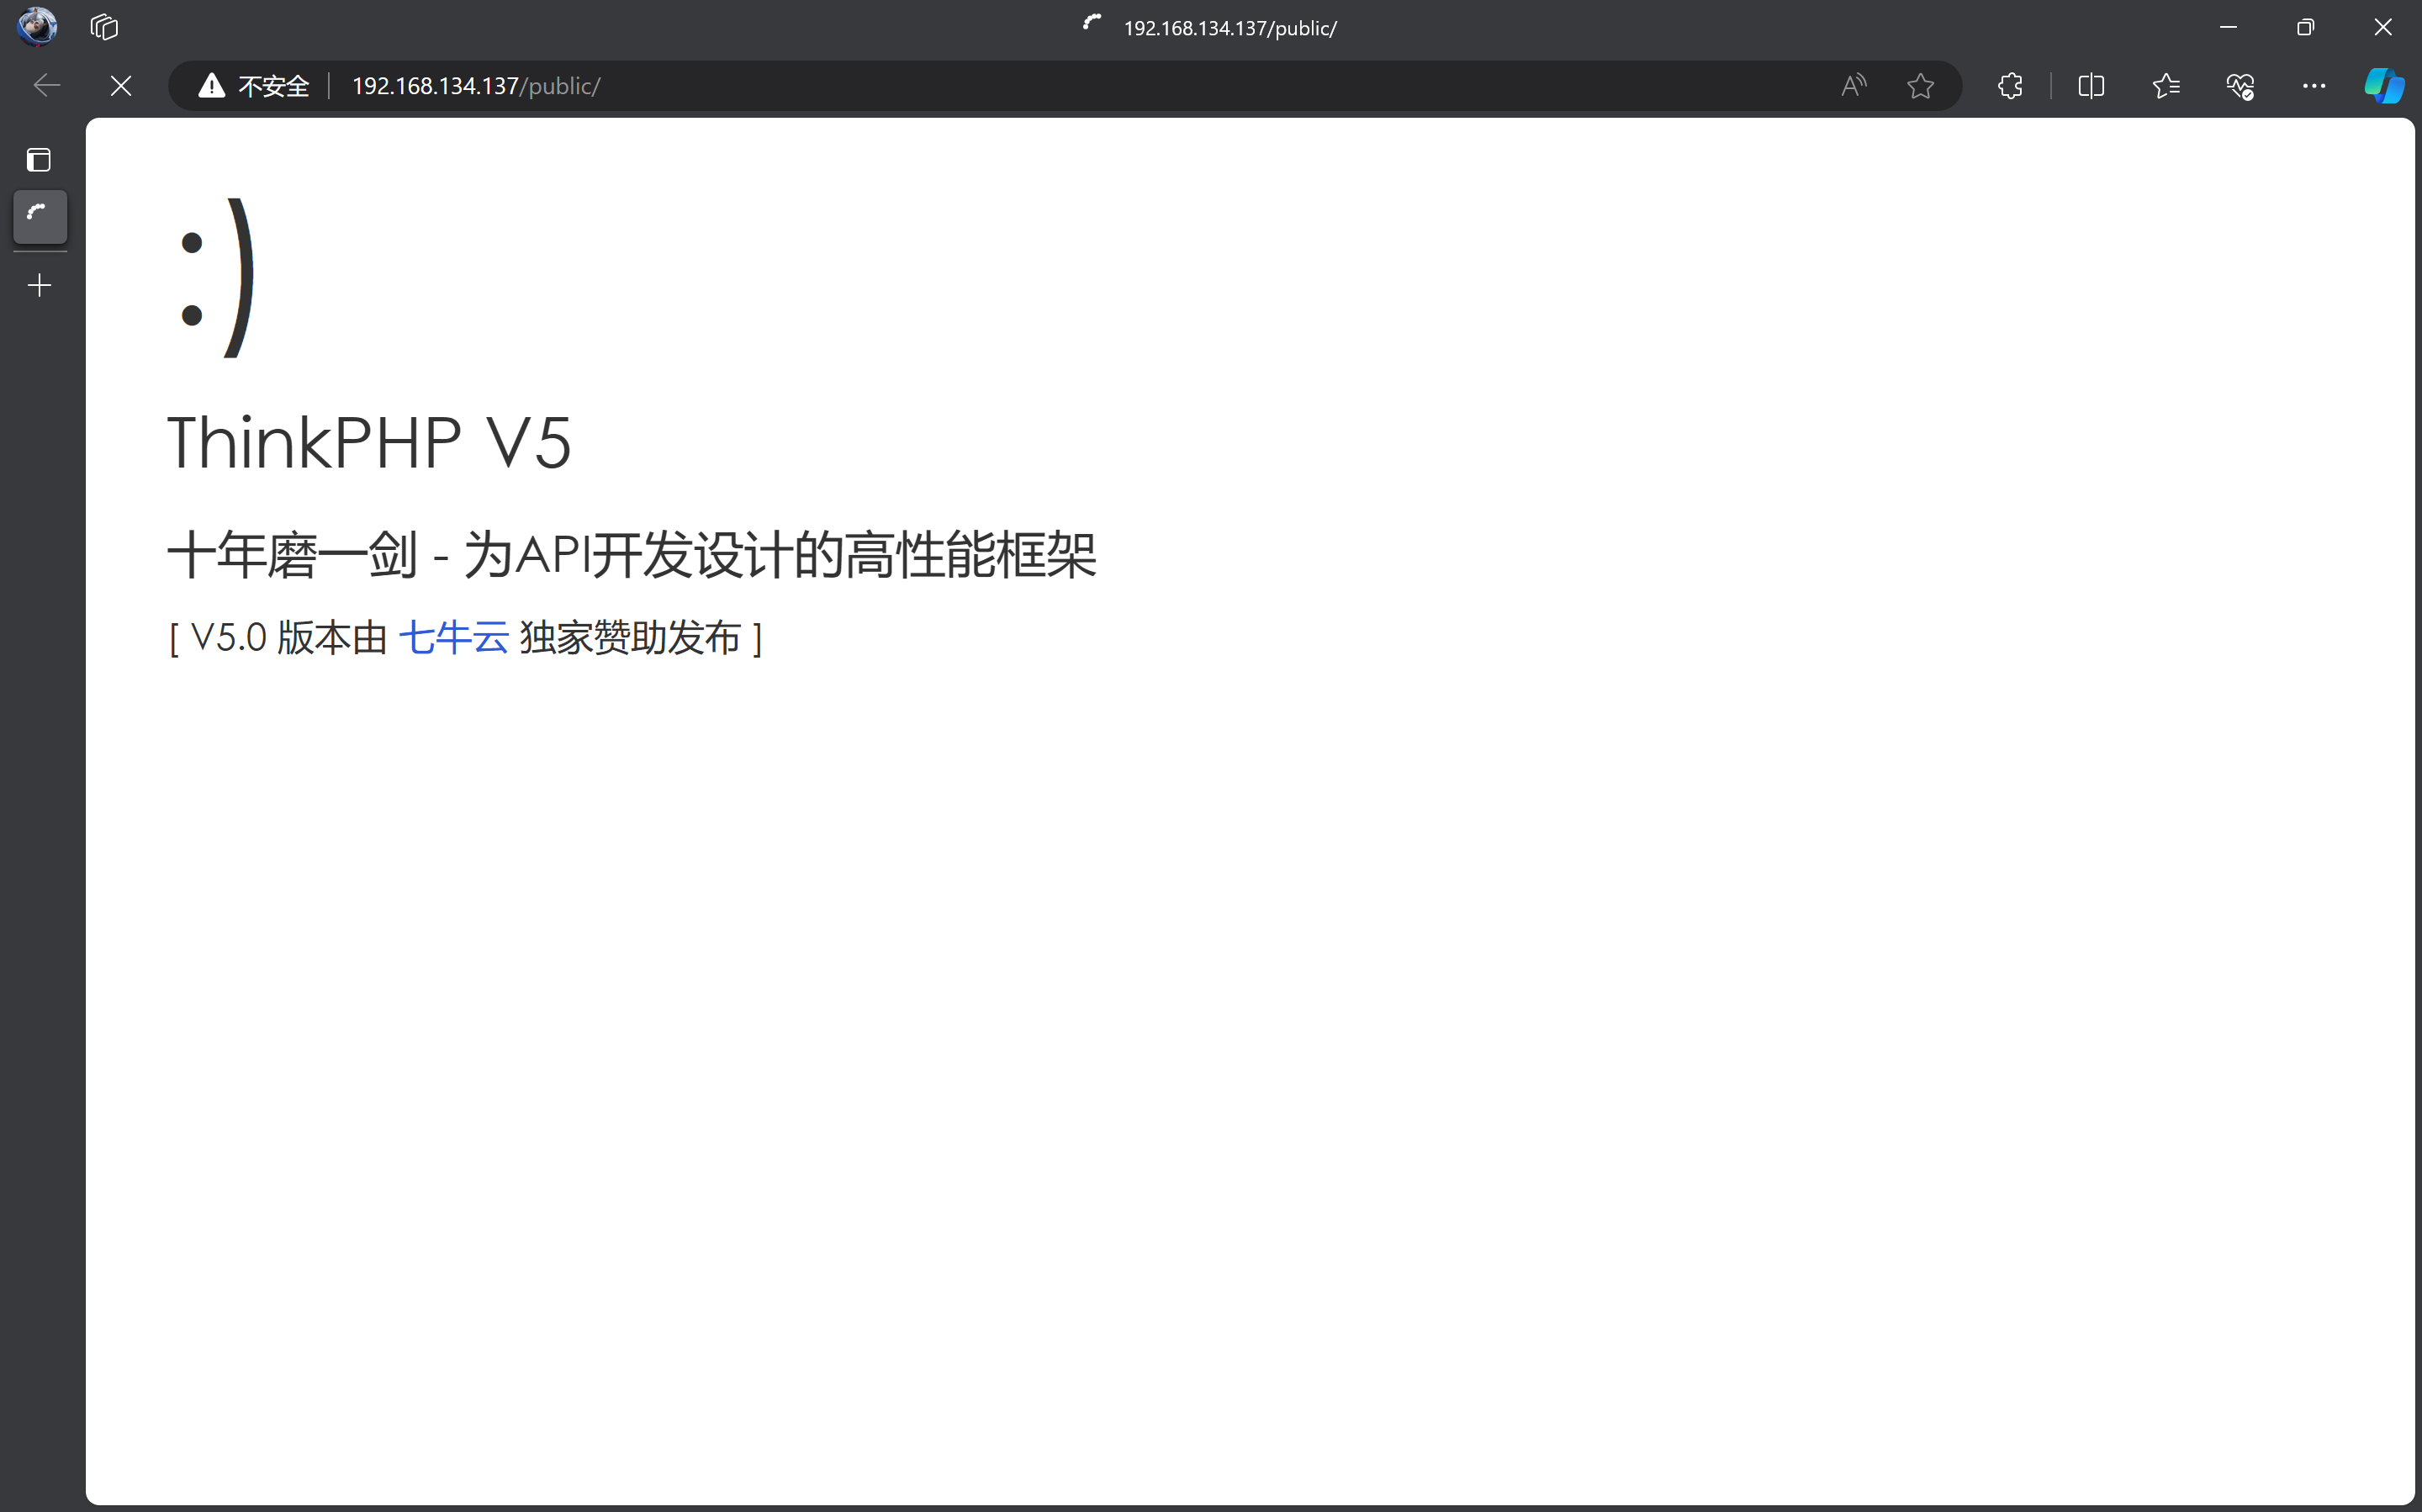 192.168.134.137/public/
不安全 192.168.134.137/public/
:)
ThinkPHP V5
十年磨一剑 - 为API开发设计的高性能框架
[ V5.0 版本由 七牛云 独家赞助发布 ]